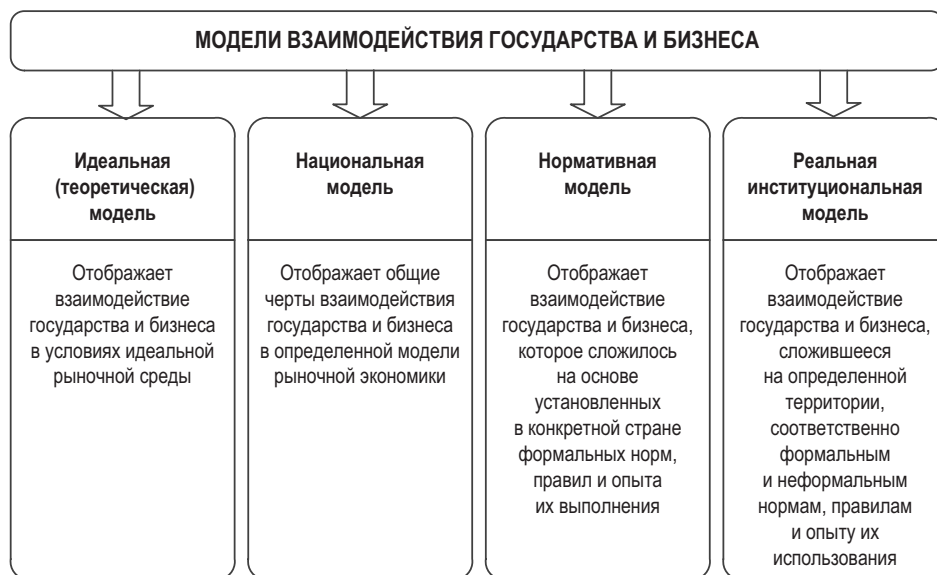 МОДЕЛИ ВЗАИМОДЕЙСТВИЯ ГОСУДАРСТВА И БИЗНЕСА
Идеальная
(теоретическая)
модель
Отображает
взаимодействие
государства и бизнеса
в условиях идеальной
рыночной среды
Национальная
модель
Отображает общие
черты взаимодействия
государства и бизнеса
в определенной модели
рыночной экономики
Нормативная
модель
Отображает
взаимодействие
государства и бизнеса,
которое сложилось
на основе
установленных
в конкретной стране
формальных норм,
правил и опыта
их выполнения
Реальная
институциональная
модель
Отображает
взаимодействие
государства и бизнеса,
сложившееся
на определенной
территории,
соответственно
формальным
и неформальным
нормам, правилам
и опыту их
использования